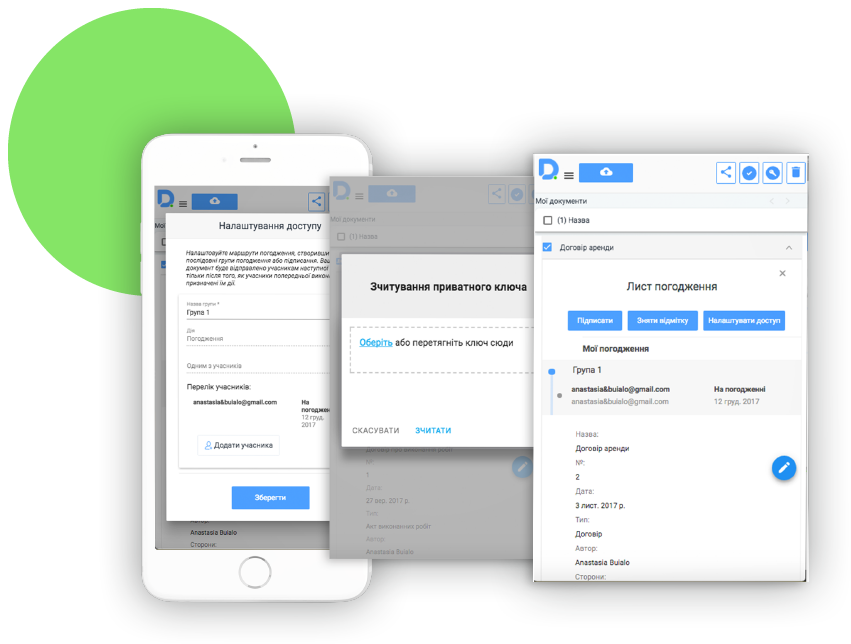 Мої
Налаштування доступу
Налаштовуйте маршрути погодження, створивши
послідовні групи погодження або підписання. Ваш
документ буде відправлено учасникам наступної
тільки після того, як учасники попередньої викон
призначені їм дії.
Назва групи *
Група 1
Дія
Погодження
Одним з учасників
Перелік учасників:
anastasia&buialo@gmail.com
На
погоджен
12 груд.
2017
Додати учасника
Зберегти
Автор:
Anastasia Buialo
Сторони:
Мої документи
(1) Назва
Зчитування приватного ключа
Оберіть або перетягніть ключ сюди
СКАСУВАТИ ЗЧИТАТИ
№:
1
Дата:
27 вер. 2017 р.
Тип:
Акт виконаних робіт
Автор:
Anastasia Buialo
D
Мої документи
(1) Назва
Договір аренди
Лист погодження
Підписати Зняти відмітку Налаштувати доступ
Мої погодження
Група 1
anastasia&buialo@gmail.com На погодженні
anastasia&buialo@gmail.com 12 груд. 2017
Назва:
Договір аренди
№:
2
Дата:
3 лист. 2017 р.
Тип:
Договір
Автор:
Anastasia Buialo
Сторони: